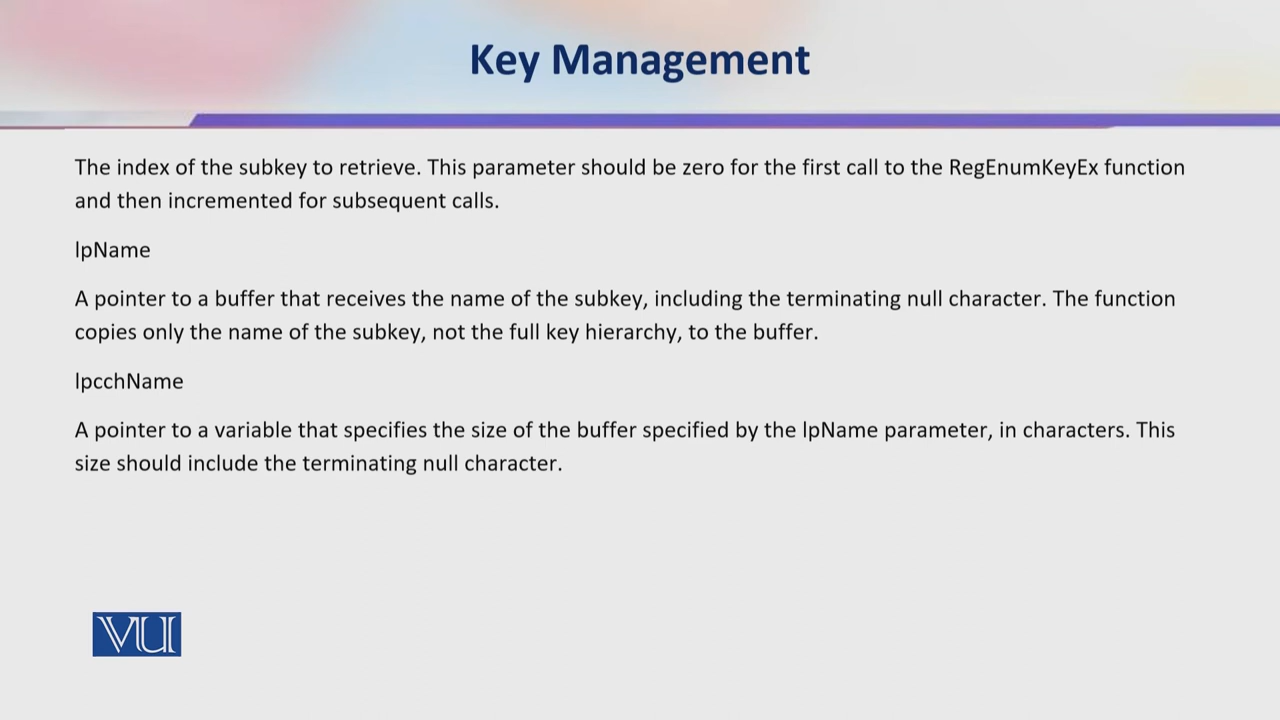 Key Management
The index of the subkey to retrieve. This parameter should be zero for the first call to the RegEnumKeyEx function
and then incremented for subsequent calls.
lpName
A pointer to a buffer that receives the name of the subkey, including the terminating null character. The function
copies only the name of the subkey, not the full key hierarchy, to the buffer.
lpcchName
A pointer to a variable that specifies the size of the buffer specified by the lpName parameter, in characters. This
size should include the terminating null character.
VU